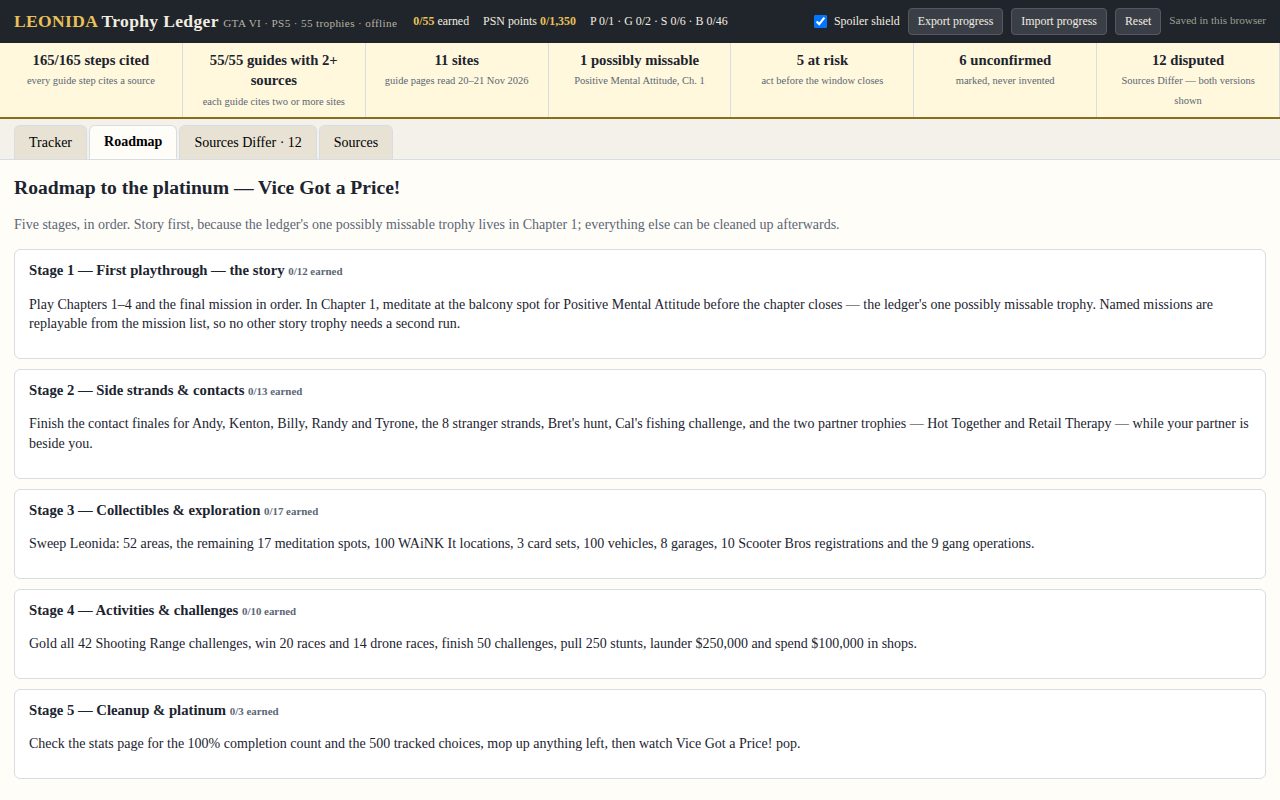 LEONIDA Trophy Ledger GTA VI · PS5 · 55 trophies · offline 0/55 earned PSN points 0/1,350 P 0/1 · G 0/2 · S 0/6 · B 0/46 Spoiler shield Export progress Import progress Reset Saved in this browser
165/165 steps cited
every guide step cites a source
55/55 guides with 2+
sources
each guide cites two or more sites
11 sites
guide pages read 20–21 Nov 2026
1 possibly missable
Positive Mental Attitude, Ch. 1
5 at risk
act before the window closes
6 unconfirmed
marked, never invented
12 disputed
Sources Differ — both versions
shown
Tracker Roadmap Sources Differ · 12 Sources
Roadmap to the platinum — Vice Got a Price!
Five stages, in order. Story first, because the ledger's one possibly missable trophy lives in Chapter 1; everything else can be cleaned up afterwards.
Stage 1 — First playthrough — the story 0/12 earned
Play Chapters 1–4 and the final mission in order. In Chapter 1, meditate at the balcony spot for Positive Mental Attitude before the chapter closes — the ledger's one possibly missable trophy. Named missions are
replayable from the mission list, so no other story trophy needs a second run.
Stage 2 — Side strands & contacts 0/13 earned
Finish the contact finales for Andy, Kenton, Billy, Randy and Tyrone, the 8 stranger strands, Bret's hunt, Cal's fishing challenge, and the two partner trophies — Hot Together and Retail Therapy — while your partner is
beside you.
Stage 3 — Collectibles & exploration 0/17 earned
Sweep Leonida: 52 areas, the remaining 17 meditation spots, 100 WAiNK It locations, 3 card sets, 100 vehicles, 8 garages, 10 Scooter Bros registrations and the 9 gang operations.
Stage 4 — Activities & challenges 0/10 earned
Gold all 42 Shooting Range challenges, win 20 races and 14 drone races, finish 50 challenges, pull 250 stunts, launder $250,000 and spend $100,000 in shops.
Stage 5 — Cleanup & platinum 0/3 earned
Check the stats page for the 100% completion count and the 500 tracked choices, mop up anything left, then watch Vice Got a Price! pop.